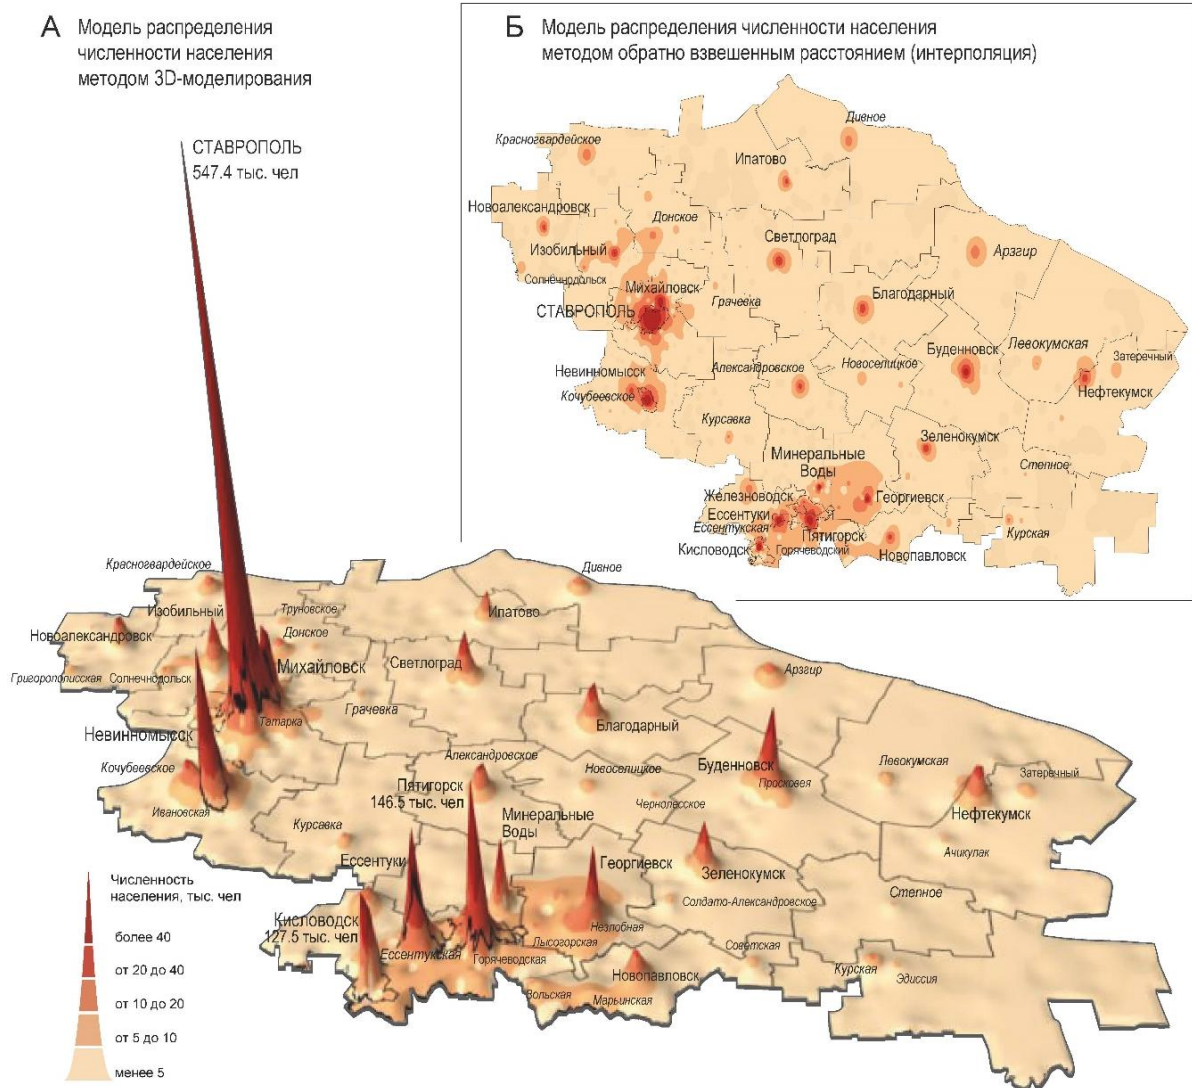 А Модель распределения
численности населения
методом 3D-моделирования
СТАВРОПОЛЬ
547.4 тыс. чел
Б Модель распределения численности населения
методом обратно взвешенным расстоянием (интерполяция)
Дивное
Красногвардейское
Ипатово
Новоалександровск
Донское
Изобильный
Светлоград
Арзгир
Солнечнодольск
Михайловск
Грачевка
Благодарный
СТАВРОПОЛЬ
Буденновск
Левокумская
Затеречный
Невинномысск
Александровское
Новоселицкое
Нефтекумск
Кочубеевское
Курсавка
Зеленокумск
Минеральные
Воды
Степное
Железноводск
Георгиевск
Ессентуки
Ессентукская
Пятигорск
Курская
Кисловодск
Горячеводский
Новопавловск
Красногвардейское
Дивное
Изобильный
Труновское
Ипатово
Новоалександровск
Донское
Григорополисская
Солнечнодольск
Михайловск
Светлоград
Арзгир
Татарка
Грачевка
Благодарный
Невинномысск
Кочубеевское
Александровское
Новоселицкое
Буденновск
Левокумская
Затеречный
Пятигорск
146.5 тыс. чел
Прасковея
Ивановская
Чернолесское
Нефтекумск
Курсавка
Минеральные
Воды
Ачикулак
Ессентуки
Георгиевск
Зеленокумск
Степное
Численность
населения, тыс. чел
Солдато-Александровское
Кисловодск
127.5 тыс. чел
Незлобная
более 40
Лысогорская
Ессентукская
Горячеводская
Советская
от 20 до 40
Новопавловск
Курская
Эдиссия
от 10 до 20
Вольская
Марьинская
от 5 до 10
менее 5